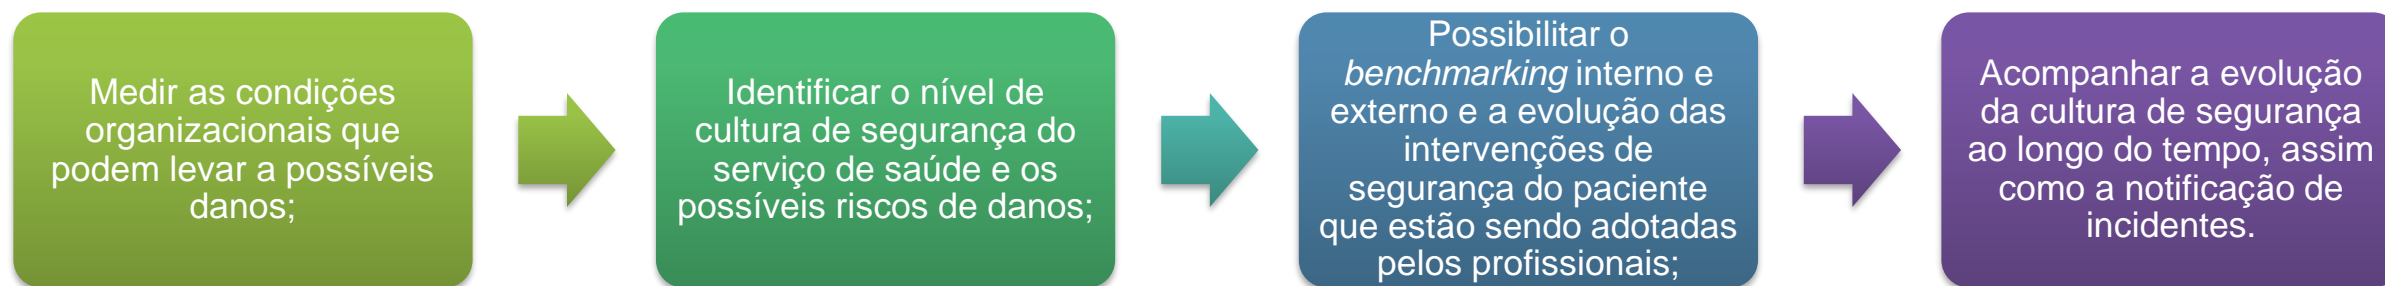 Medir as condições
organizacionais que
podem levar a possíveis
danos;
Identificar o nível de
cultura de segurança do
serviço de saúde e os
possíveis riscos de danos;
Possibilitar o
benchmarking interno e
externo e a evolução das
intervenções de
segurança do paciente
que estão sendo adotadas
pelos profissionais;
Acompanhar a evolução
da cultura de segurança
ao longo do tempo, assim
como a notificação de
incidentes.